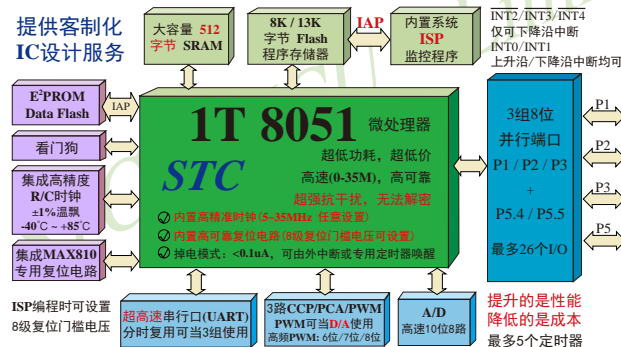 提供客制化
IC设计服务
大容量 512
字节 SRAM
8K / 13K
字节 Flash
程序存储器
IAP
内置系统
ISP
监控程序
INT2 / INT3 / INT4
仅可下降沿中断
INT0 / INT1
上升沿/下降沿中断均可
E²PROM
Data Flash
IAP
看门狗
集成高精度
R/C时钟
±1%温飘
-40℃ ~ +85℃
集成MAX810
专用复位电路
1T 8051 微处理器
STC
超低功耗，超低价
高速(0-35M)，高可靠
超强抗干扰，无法解密
内置高精准时钟(5~35MHz 任意设置)
内置高可靠复位电路(8级复位门槛电压可设置)
掉电模式：<0.1uA，可由外中断或专用定时器唤醒
3组8位
并行端口
P1 / P2 / P3
+
P5.4 / P5.5
最多26个I/O
P1
P2
P3
P5
ISP编程时可设置
8级复位门槛电压
超高速串行口(UART)
分时复用可当3组使用
3路CCP/PCA/PWM
PWM可当D/A使用
高频PWM: 6位/7位/8位
A/D
高速10位8路
提升的是性能
降低的是成本
最多5个定时器